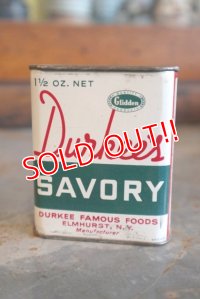 1½ OZ. NET
Glidden
Durkee's
SOLD OUT!!
SAVORY
DURKEE FAMOUS FOODS
ELMHURST, N.Y.
Manufacturer